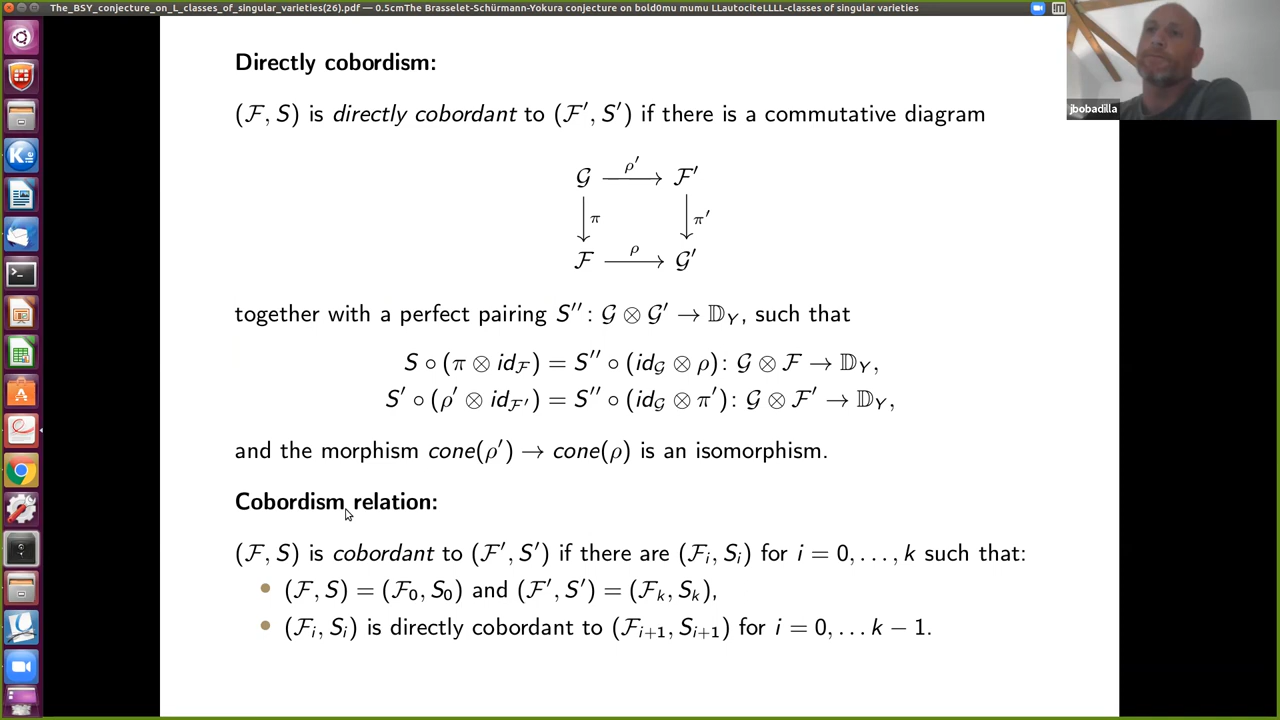 The_BSY_conjecture_on_L_classes_of_singular_varieties(26).pdf — 0.5cmThe Brasselet-Schürmann-Yokura conjecture on bold0mu mumu LLautociteLLLL-classes of singular varieties
jbobadilla
Directly cobordism:
(ℱ, S) is directly cobordant to (ℱ′, S′) if there is a commutative diagram
𝒢 ρ′ ℱ′
π π′
ℱ ρ 𝒢′
together with a perfect pairing S″ : 𝒢 ⊗ 𝒢′ → 𝔻_Y, such that
S ∘ (π ⊗ id_ℱ) = S″ ∘ (id_𝒢 ⊗ ρ) : 𝒢 ⊗ ℱ → 𝔻_Y,
S′ ∘ (ρ′ ⊗ id_ℱ′) = S″ ∘ (id_𝒢 ⊗ π′) : 𝒢 ⊗ ℱ′ → 𝔻_Y,
and the morphism cone(ρ′) → cone(ρ) is an isomorphism.
Cobordism relation:
(ℱ, S) is cobordant to (ℱ′, S′) if there are (ℱ_i, S_i) for i = 0, . . . , k such that:
• (ℱ, S) = (ℱ_0, S_0) and (ℱ′, S′) = (ℱ_k, S_k),
• (ℱ_i, S_i) is directly cobordant to (ℱ_{i+1}, S_{i+1}) for i = 0, . . . k − 1.